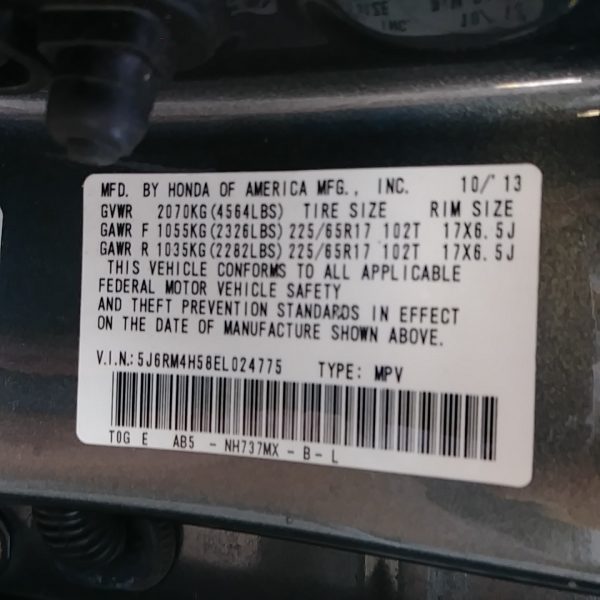 MFD. BY HONDA OF AMERICA MFG., INC. 10/ 13
GVWR 2070KG(4564LBS) TIRE SIZE RIM SIZE
GAWR F 1055KG(2326LBS) 225/65R17 102T 17X6.5J
GAWR R 1035KG(2282LBS) 225/65R17 102T 17X6.5J
THIS VEHICLE CONFORMS TO ALL APPLICABLE
FEDERAL MOTOR VEHICLE SAFETY
AND THEFT PREVENTION STANDARDS IN EFFECT
ON THE DATE OF MANUFACTURE SHOWN ABOVE.
V.I.N.:5J6RM4H58EL024775 TYPE: MPV
T0G E AB5 - NH737MX - B - L